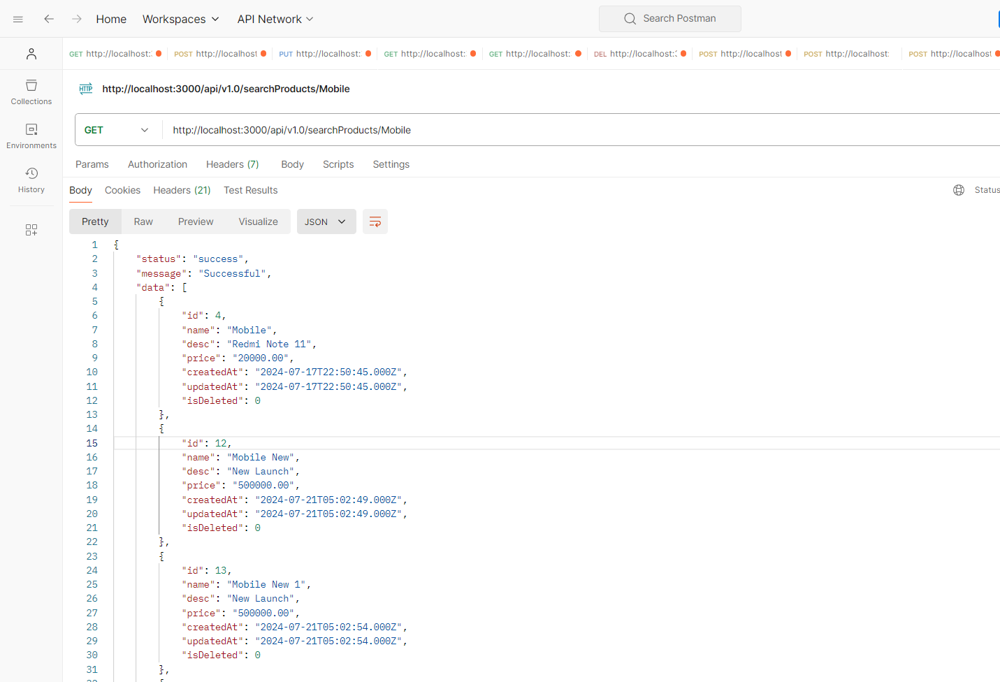 Home Workspaces API Network Search Postman
GET http://localhost: POST http://localhost PUT http://localhost: GET http://localhost: GET http://localhost: DEL http://localhost: POST http://localhost POST http://localhost: POST http://localhost
HTTP http://localhost:3000/api/v1.0/searchProducts/Mobile
Collections
Environments
History
GET http://localhost:3000/api/v1.0/searchProducts/Mobile
Params Authorization Headers (7) Body Scripts Settings
Body Cookies Headers (21) Test Results Status
Pretty Raw Preview Visualize JSON
1 {
2 "status": "success",
3 "message": "Successful",
4 "data": [
5 {
6 "id": 4,
7 "name": "Mobile",
8 "desc": "Redmi Note 11",
9 "price": "20000.00",
10 "createdAt": "2024-07-17T22:50:45.000Z",
11 "updatedAt": "2024-07-17T22:50:45.000Z",
12 "isDeleted": 0
13 },
14 {
15 "id": 12,
16 "name": "Mobile New",
17 "desc": "New Launch",
18 "price": "500000.00",
19 "createdAt": "2024-07-21T05:02:49.000Z",
20 "updatedAt": "2024-07-21T05:02:49.000Z",
21 "isDeleted": 0
22 },
23 {
24 "id": 13,
25 "name": "Mobile New 1",
26 "desc": "New Launch",
27 "price": "500000.00",
28 "createdAt": "2024-07-21T05:02:54.000Z",
29 "updatedAt": "2024-07-21T05:02:54.000Z",
30 "isDeleted": 0
31 },